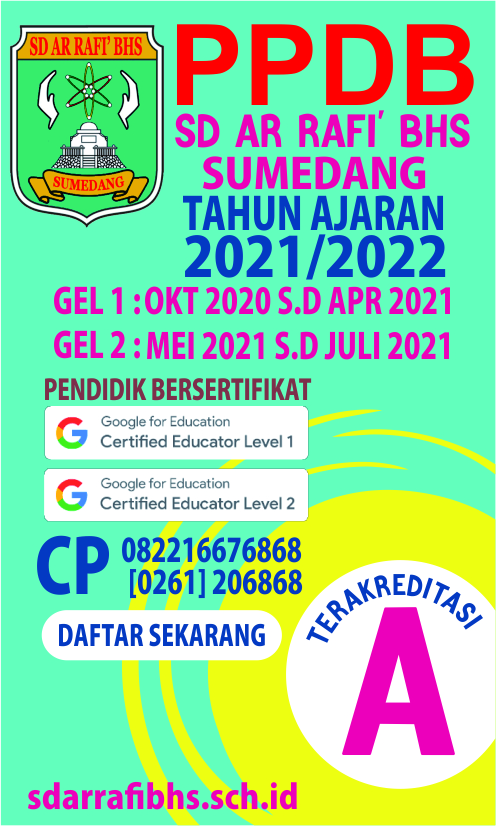 SD AR RAFI' BHS
SUMEDANG
PPDB
SD AR RAFI' BHS
SUMEDANG
TAHUN AJARAN
2021/2022
GEL 1 : OKT 2020 S.D APR 2021
GEL 2 : MEI 2021 S.D JULI 2021
PENDIDIK BERSERTIFIKAT
Google for Education
Certified Educator Level 1
Google for Education
Certified Educator Level 2
CP 082216676868
[0261] 206868
DAFTAR SEKARANG
TERAKREDITASI
A
sdarrafibhs.sch.id